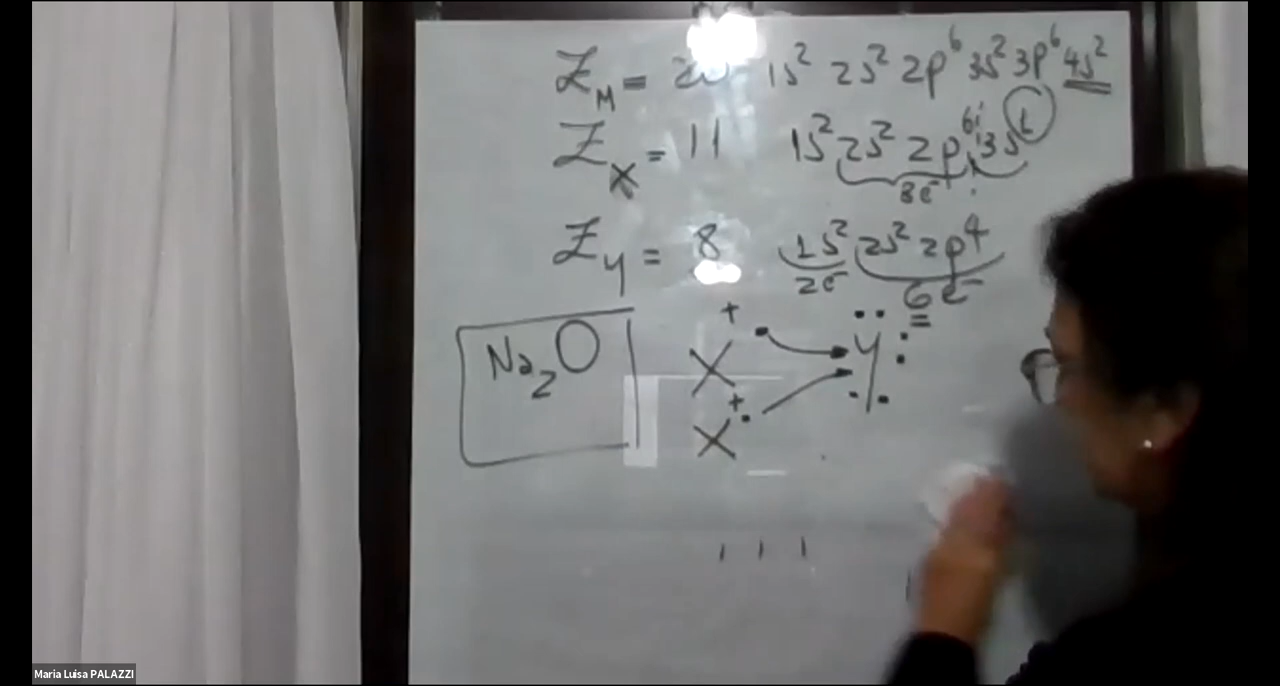 Z_M = 20 1s² 2s² 2p⁶ 3s² 3p⁶ 4s²
Z_X = 11 1s² 2s² 2p⁶ 3s¹
8e⁻
Z_Y = 8 1s² 2s² 2p⁴
2e⁻ 6e⁻
Na₂O X⁺ Y
X⁺
Maria Luisa PALAZZI